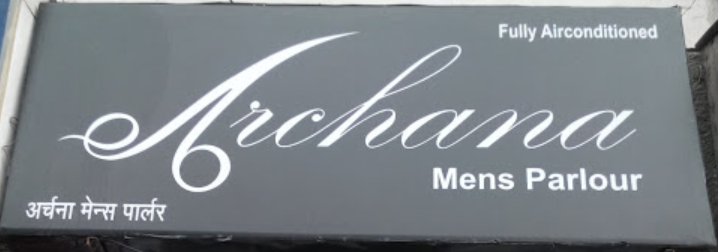 Fully Airconditioned
Archana
Mens Parlour
अर्चना मेन्स पार्लर